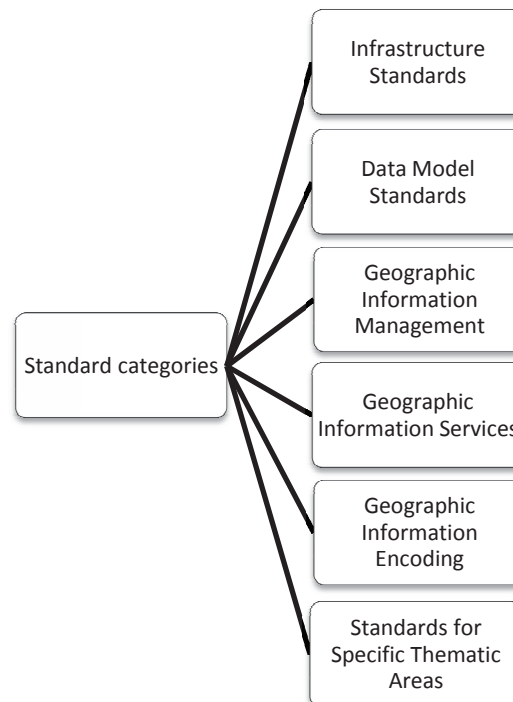 Infrastructure
Standards
Data Model
Standards
Geographic
Information
Management
Standard categories
Geographic
Information Services
Geographic
Information
Encoding
Standards for
Specific Thematic
Areas